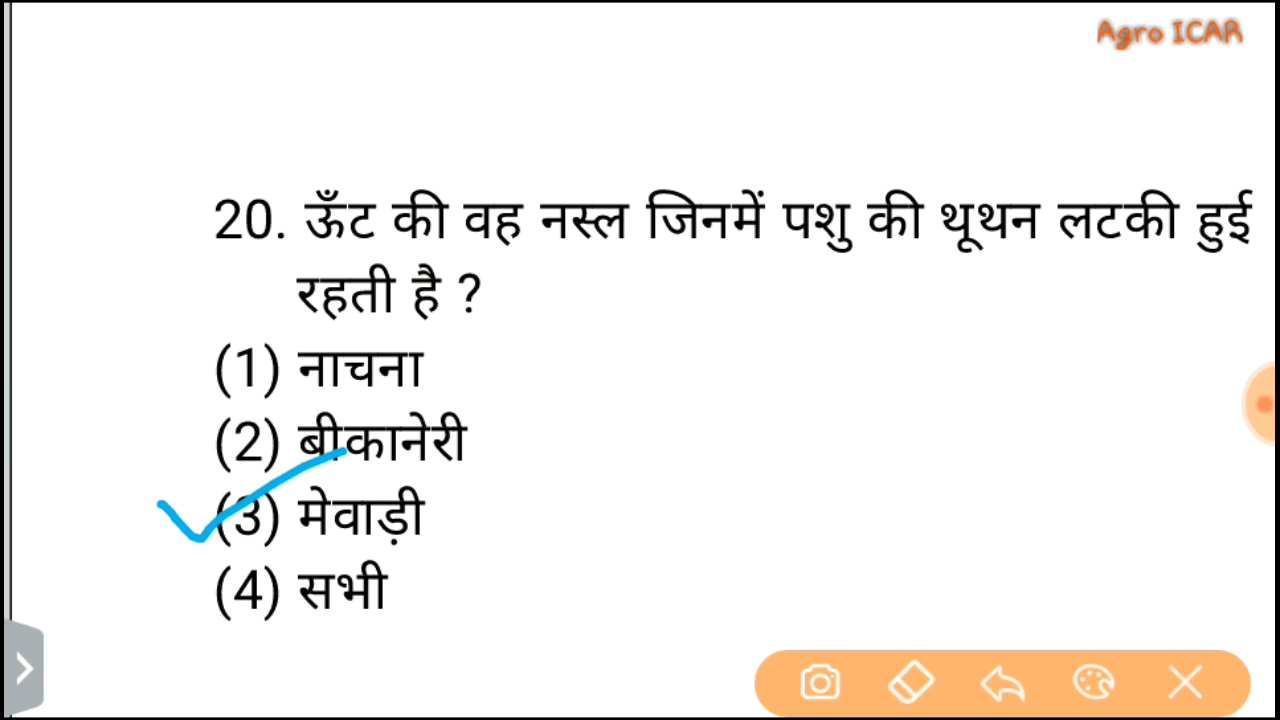 Agro ICAR
20. ऊँट की वह नस्ल जिनमें पशु की थूथन लटकी हुई
रहती है ?
(1) नाचना
(2) बीकानेरी
(3) मेवाड़ी
(4) सभी